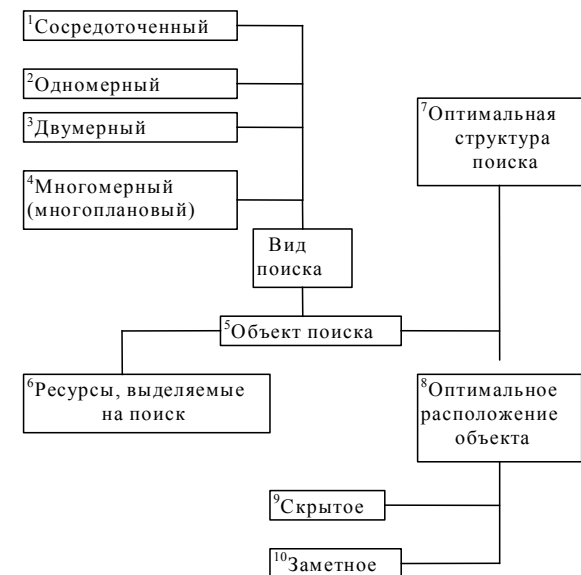 ¹Сосредоточенный
²Одномерный
³Двумерный
⁴Многомерный
(многоплановый)
Вид
поиска
⁵Объект поиска
⁶Ресурсы, выделяемые
на поиск
⁷Оптимальная
структура
поиска
⁸Оптимальное
расположение
объекта
⁹Скрытое
¹⁰Заметное